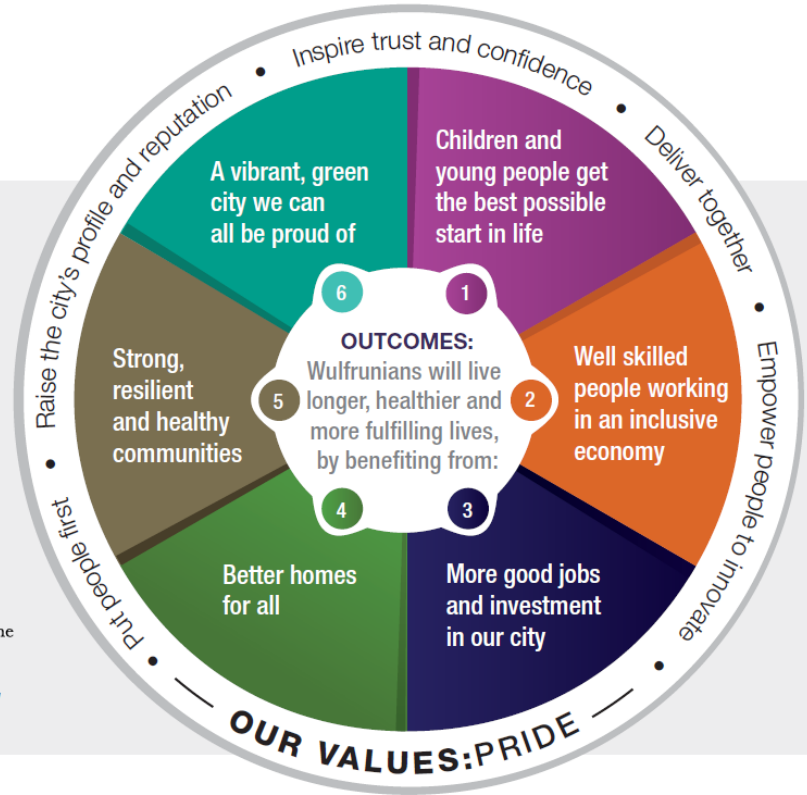 Put people first • Raise the city's profile and reputation • Inspire trust and confidence • Deliver together • Empower people to innovate •
OUR VALUES:PRIDE
OUTCOMES:
Wulfrunians will live
longer, healthier and
more fulfilling lives,
by benefiting from:
1
Children and
young people get
the best possible
start in life
2
Well skilled
people working
in an inclusive
economy
3
More good jobs
and investment
in our city
4
Better homes
for all
5
Strong,
resilient
and healthy
communities
6
A vibrant, green
city we can
all be proud of